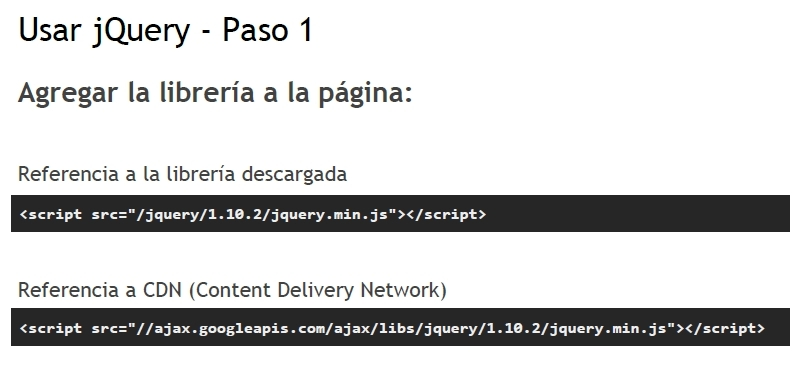 Usar jQuery - Paso 1
Agregar la librería a la página:
Referencia a la librería descargada
<script src="/jquery/1.10.2/jquery.min.js"></script>
Referencia a CDN (Content Delivery Network)
<script src="//ajax.googleapis.com/ajax/libs/jquery/1.10.2/jquery.min.js"></script>